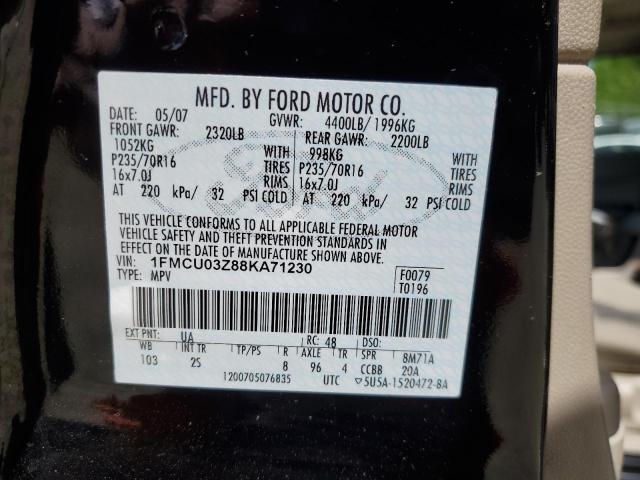 MFD. BY FORD MOTOR CO.
DATE: 05/07 GVWR: 4400LB/ 1996KG
FRONT GAWR: 2320LB REAR GAWR: 2200LB
1052KG WITH 998KG WITH
P235/70R16 TIRES P235/70R16 TIRES
16x7.0J RIMS 16x7.0J RIMS
AT 220 kPa/ 32 PSI COLD AT 220 kPa/ 32 PSI COLD
THIS VEHICLE CONFORMS TO ALL APPLICABLE FEDERAL MOTOR
VEHICLE SAFETY AND THEFT PREVENTION STANDARDS IN
EFFECT ON THE DATE OF MANUFACTURE SHOWN ABOVE.
VIN: 1FMCU03Z88KA71230 F0079
TYPE: MPV T0196
EXT PNT: UA RC: 48 DSO:
WB INT TR TP/PS R AXLE TR SPR 8M71A
103 2S 8 96 4 CCBB 20A
1200705076835 UTC ▽5U5A-1520472-BA
Ford